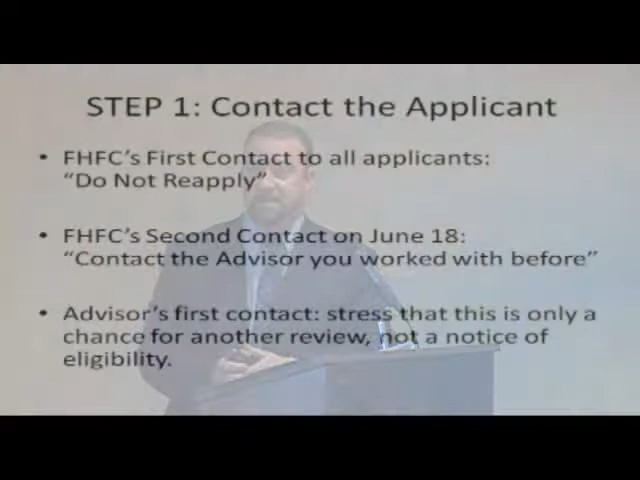 STEP 1: Contact the Applicant
• FHFC's First Contact to all applicants:
"Do Not Reapply"
• FHFC's Second Contact on June 18:
"Contact the Advisor you worked with before"
• Advisor's first contact: stress that this is only a
chance for another review, not a notice of
eligibility.